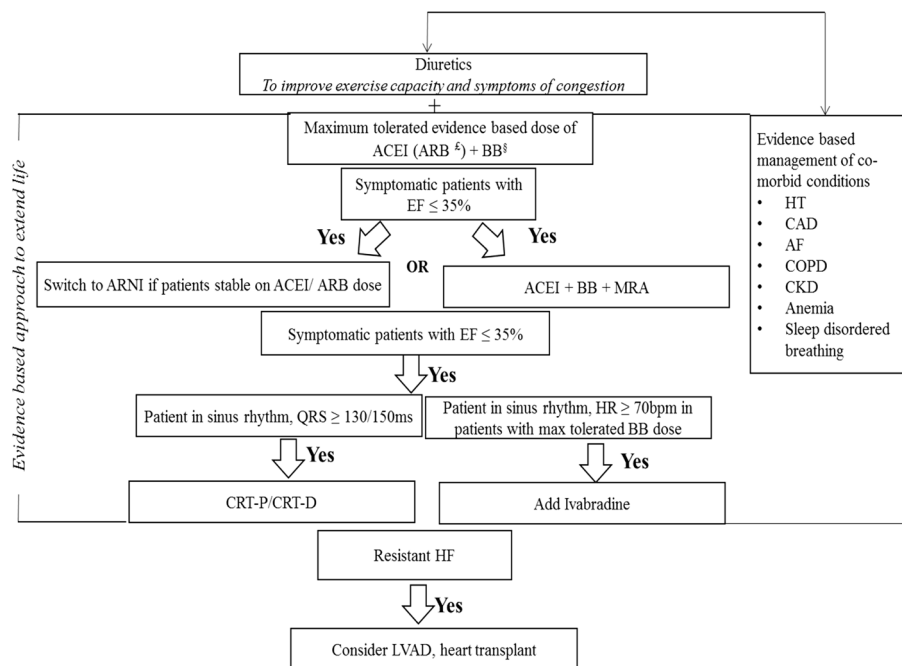 Diuretics
To improve exercise capacity and symptoms of congestion
+
Maximum tolerated evidence based dose of
ACEI (ARB £) + BB§
Symptomatic patients with
EF ≤ 35%
Yes
Yes
OR
Switch to ARNI if patients stable on ACEI/ ARB dose
ACEI + BB + MRA
Symptomatic patients with EF ≤ 35%
Yes
Patient in sinus rhythm, QRS ≥ 130/150ms
Patient in sinus rhythm, HR ≥ 70bpm in
patients with max tolerated BB dose
Yes
Yes
CRT-P/CRT-D
Add Ivabradine
Resistant HF
Yes
Consider LVAD, heart transplant
Evidence based approach to extend life
Evidence based
management of co-
morbid conditions
• HT
• CAD
• AF
• COPD
• CKD
• Anemia
• Sleep disordered
breathing